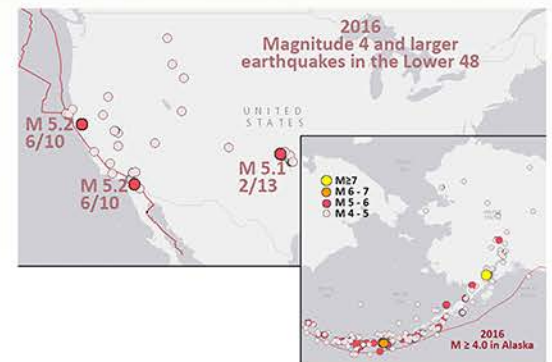 2016
Magnitude 4 and larger
earthquakes in the Lower 48
UNITED
STATES
M 5.2
6/10
M 5.2
6/10
M 5.1
2/13
M≥7
M 6 - 7
M 5 - 6
M 4 - 5
2016
M ≥ 4.0 in Alaska